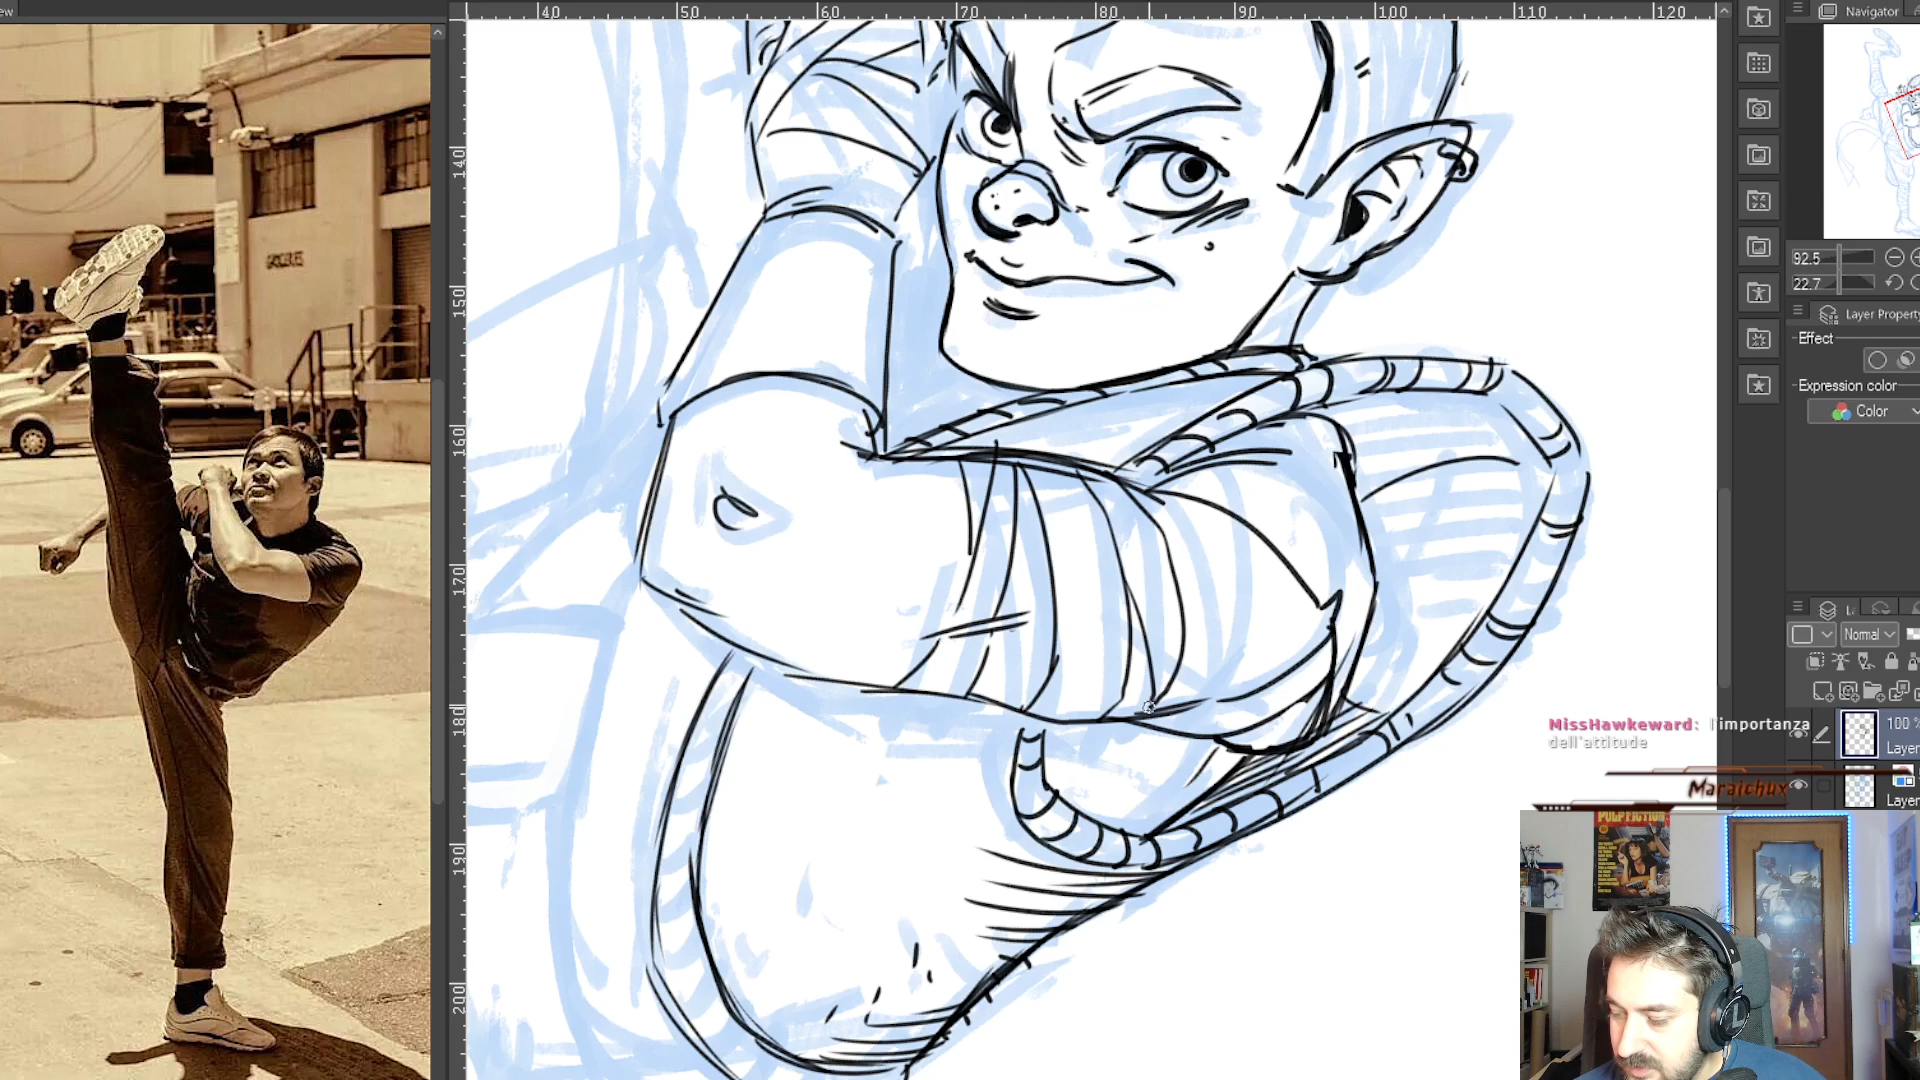 ew
40 50 60 70 80 90 100 110 120
Navigator
140
150
160
170
180
190
200
92.5
22.7
Layer Property
Effect
Expression color
Color
Normal
100 %
Layer
Layer
MissHawkeward: l'importanza
dell'attitude
Maraichux
PULP FICTION